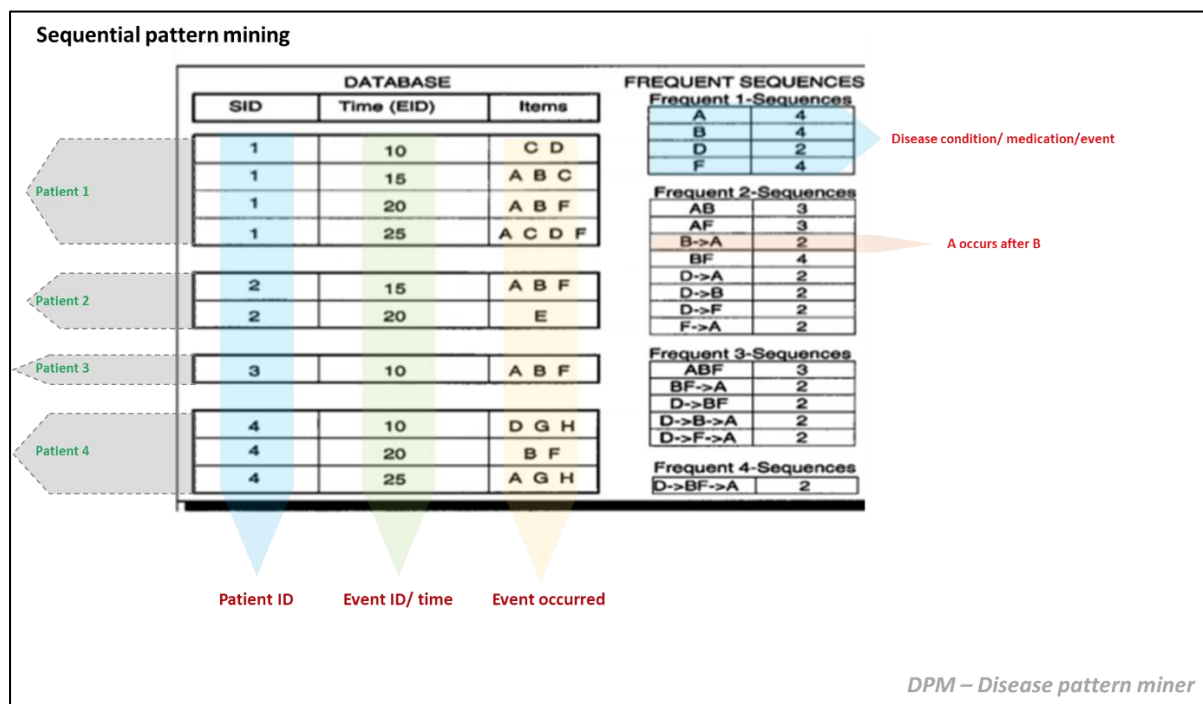 Sequential pattern mining
DATABASE
SID Time (EID) Items
1 10 C D
1 15 A B C
1 20 A B F
1 25 A C D F
2 15 A B F
2 20 E
3 10 A B F
4 10 D G H
4 20 B F
4 25 A G H
Patient 1
Patient 2
Patient 3
Patient 4
FREQUENT SEQUENCES
Frequent 1-Sequences
A 4
B 4
D 2
F 4
Frequent 2-Sequences
AB 3
AF 3
B->A 2
BF 4
D->A 2
D->B 2
D->F 2
F->A 2
Frequent 3-Sequences
ABF 3
BF->A 2
D->BF 2
D->B->A 2
D->F->A 2
Frequent 4-Sequences
D->BF->A 2
Disease condition/ medication/event
A occurs after B
Patient ID
Event ID/ time
Event occurred
DPM – Disease pattern miner